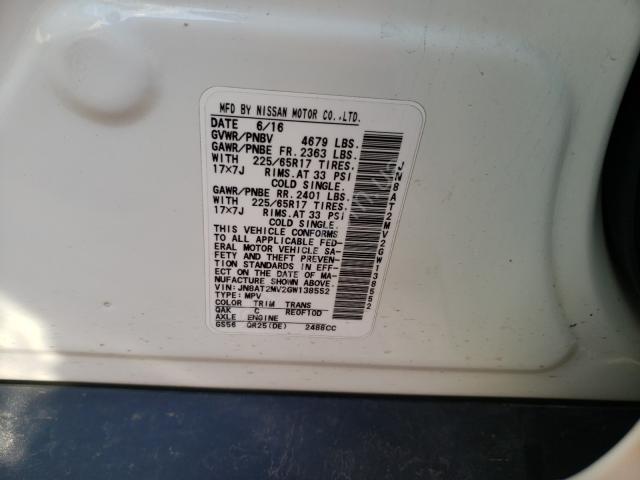 MFD BY NISSAN MOTOR CO.,LTD.
DATE 6/16
GVWR/PNBV 4679 LBS.
GAWR/PNBE FR. 2363 LBS.
WITH 225/65R17 TIRES.
17×7J RIMS.AT 33 PSI
COLD SINGLE.
GAWR/PNBE RR. 2401 LBS.
WITH 225/65R17 TIRES.
17×7J RIMS.AT 33 PSI
COLD SINGLE.
THIS VEHICLE CONFORMS
TO ALL APPLICABLE FED-
ERAL MOTOR VEHICLE SA-
FETY AND THEFT PREVEN-
TION STANDARDS IN EFF-
ECT ON THE DATE OF MA-
NUFACTURE SHOWN ABOVE.
VIN: JN8AT2MV2GW138552
TYPE: MPV
COLOR TRIM TRANS
QAK C RE0F10D
AXLE ENGINE
GS56 QR25(DE) 2488CC
JN8AT2MV2GW138552